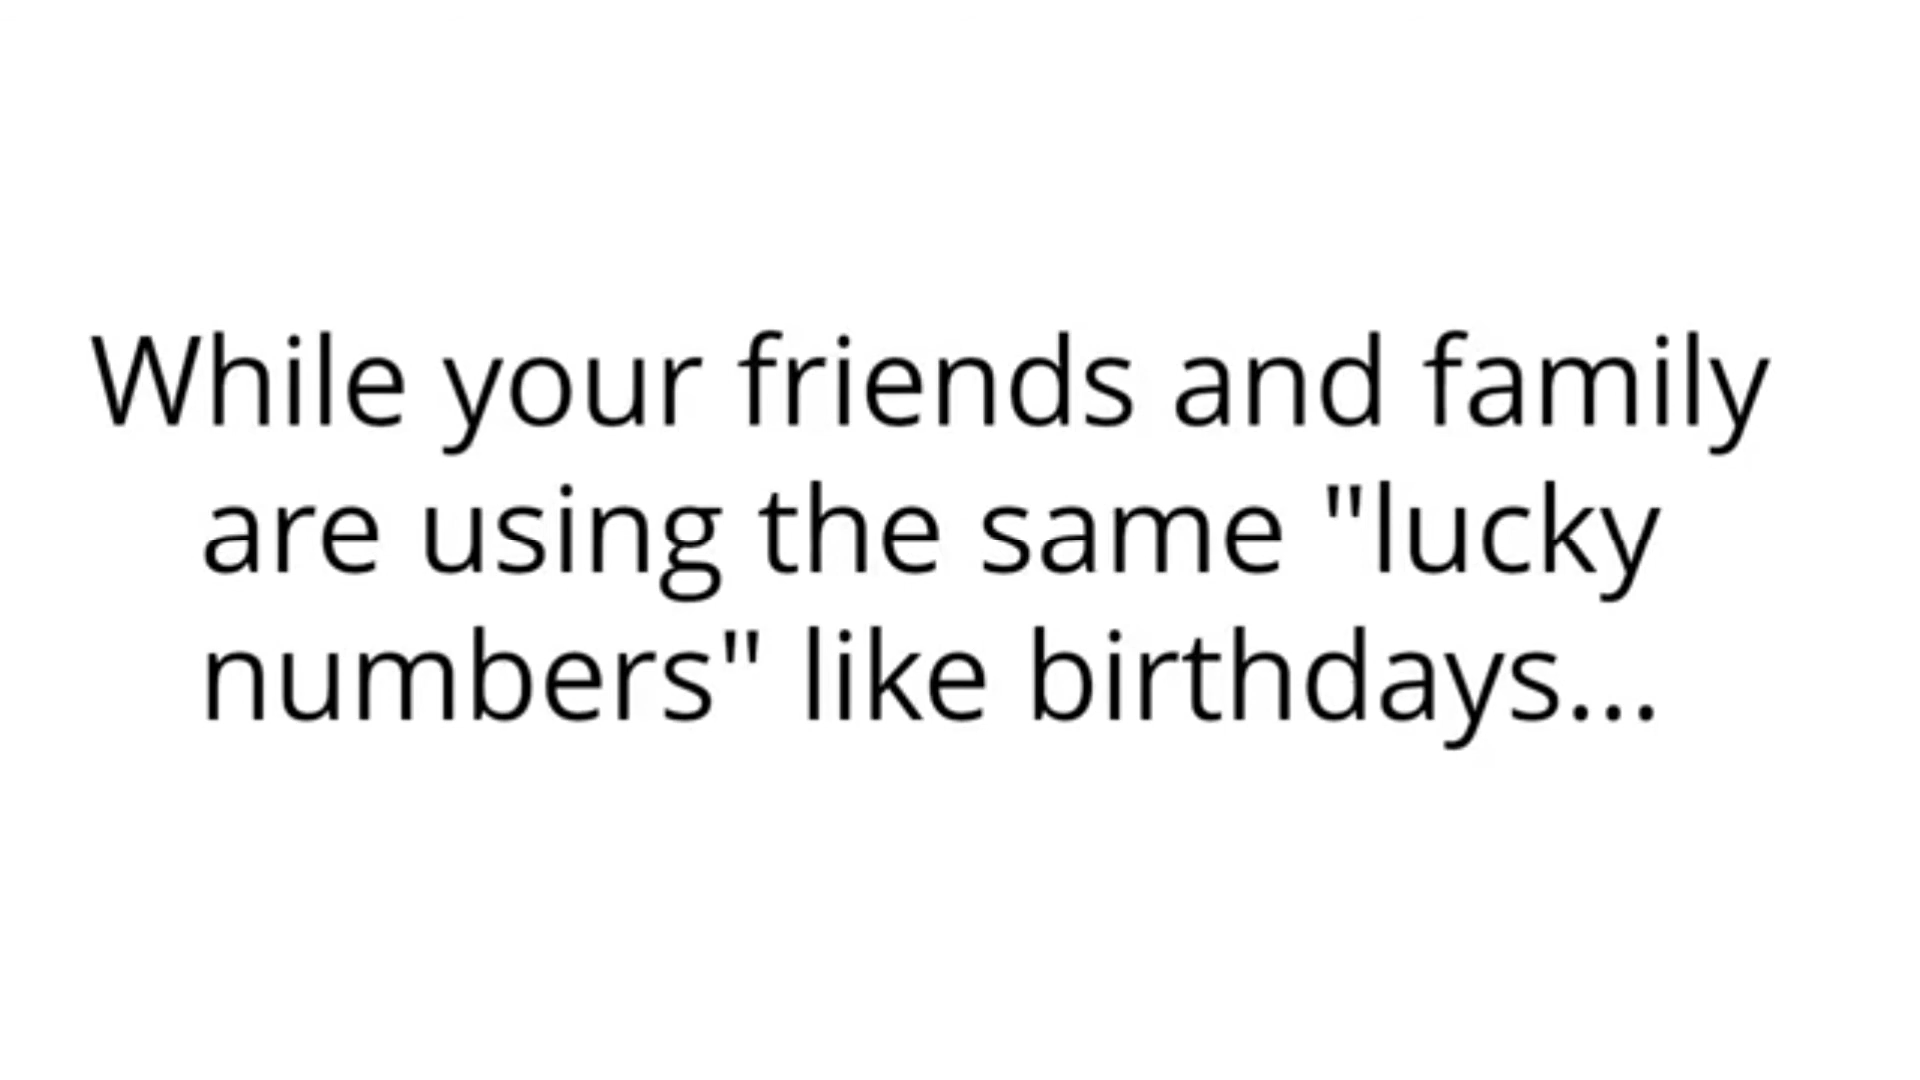 While your friends and family
are using the same "lucky
numbers" like birthdays...